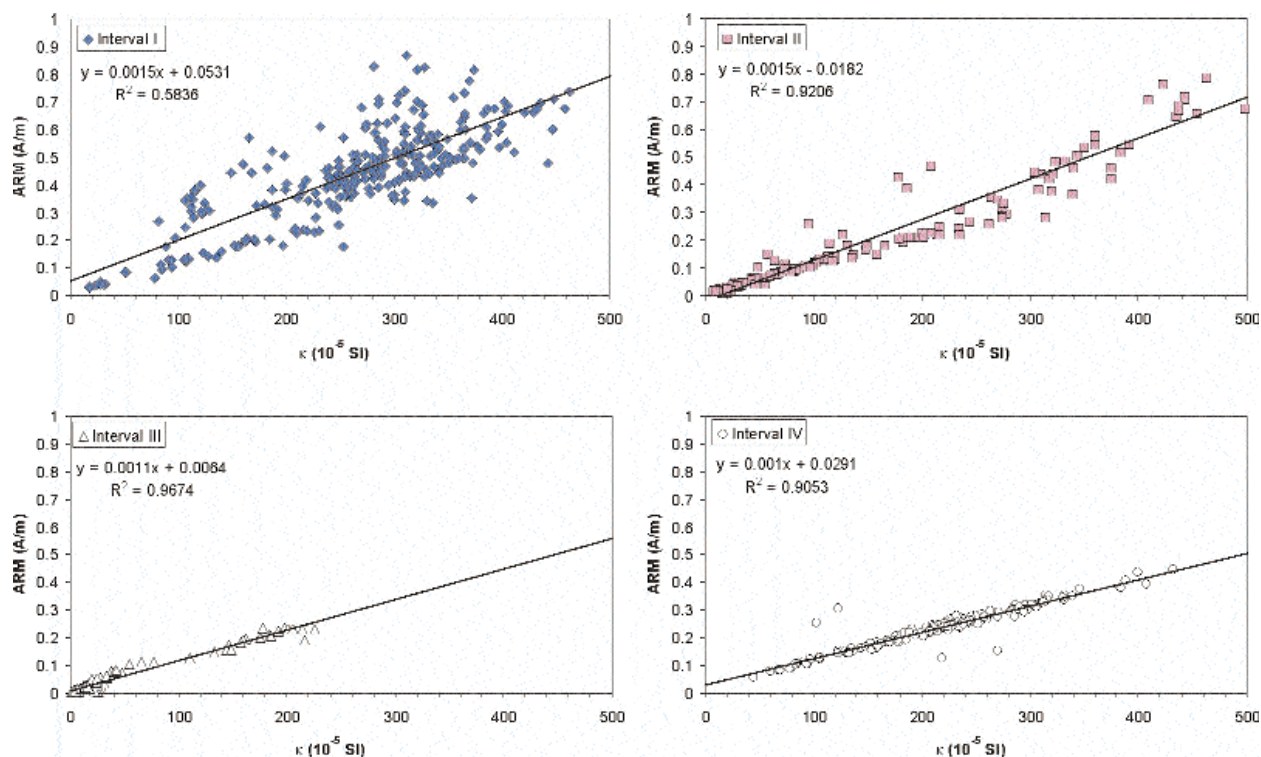 Interval I
y = 0.0015x + 0.0531
R² = 0.5836
ARM (A/m)
1
0.9
0.8
0.7
0.6
0.5
0.4
0.3
0.2
0.1
0
0 100 200 300 400 500
κ (10⁻⁵ SI)
Interval II
y = 0.0015x - 0.0182
R² = 0.9206
ARM (A/m)
1
0.9
0.8
0.7
0.6
0.5
0.4
0.3
0.2
0.1
0
0 100 200 300 400 500
κ (10⁻⁵ SI)
Interval III
y = 0.0011x + 0.0064
R² = 0.9674
ARM (A/m)
1
0.9
0.8
0.7
0.6
0.5
0.4
0.3
0.2
0.1
0
0 100 200 300 400 500
κ (10⁻⁵ SI)
Interval IV
y = 0.001x + 0.0291
R² = 0.9053
ARM (A/m)
1
0.9
0.8
0.7
0.6
0.5
0.4
0.3
0.2
0.1
0
0 100 200 300 400 500
κ (10⁻⁵ SI)